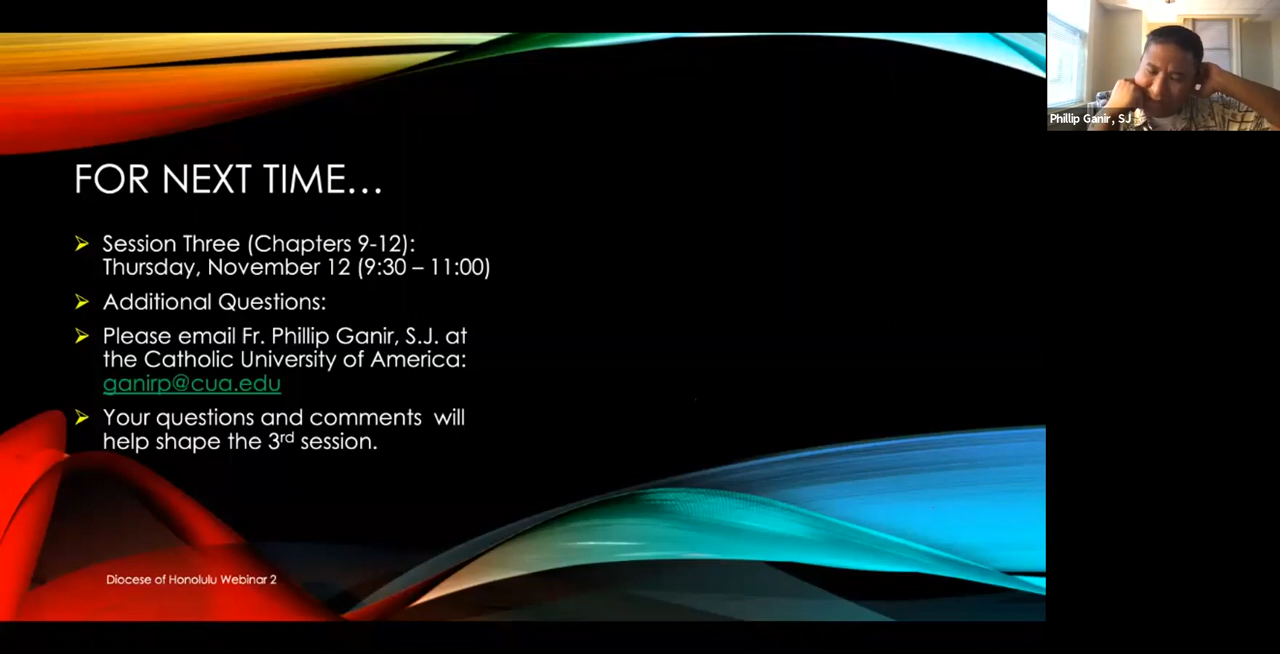 FOR NEXT TIME…
Session Three (Chapters 9-12):
Thursday, November 12 (9:30 – 11:00)
Additional Questions:
Please email Fr. Phillip Ganir, S.J. at
the Catholic University of America:
ganirp@cua.edu
Your questions and comments will
help shape the 3rd session.
Diocese of Honolulu Webinar 2
Phillip Ganir, SJ